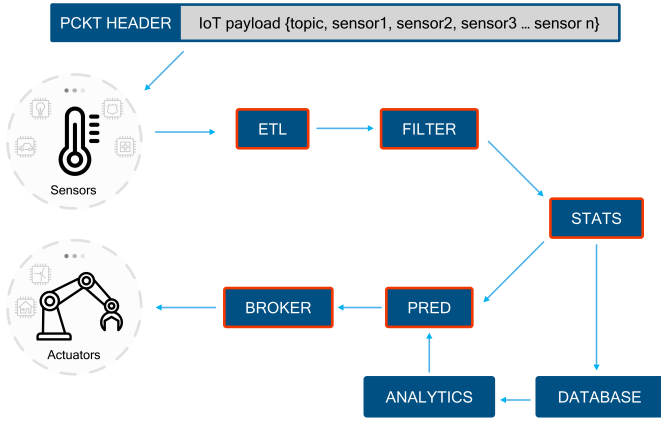 PCKT HEADER
IoT payload {topic, sensor1, sensor2, sensor3 ... sensor n}
Sensors
ETL
FILTER
STATS
Actuators
BROKER
PRED
ANALYTICS
DATABASE